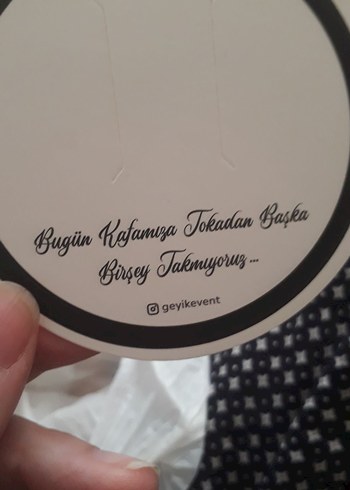 Bugün Kafamıza Tokadan Başka
Birşey Takmıyoruz...
geyikevent